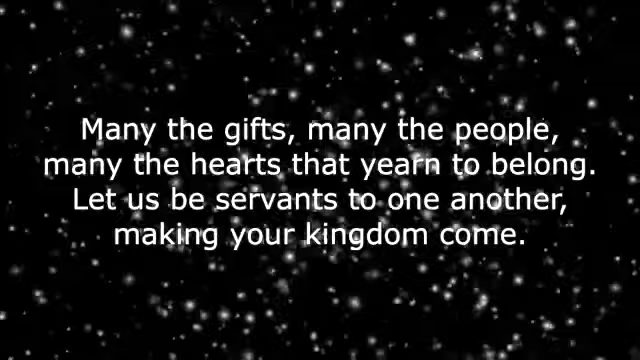 Many the gifts, many the people,
many the hearts that yearn to belong.
Let us be servants to one another,
making your kingdom come.